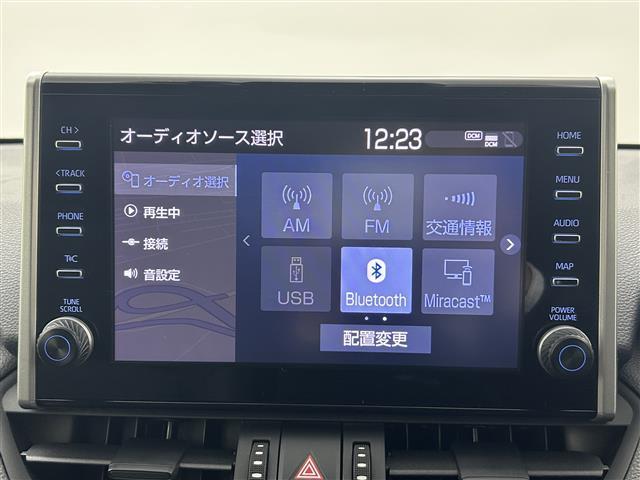 CH >
< TRACK
PHONE
T&C
TUNE
SCROLL
オーディオソース選択
12:23
DCM
DCM
オーディオ選択
再生中
接続
音設定
AM
FM
交通情報
USB
Bluetooth
Miracast™
配置変更
HOME
MENU
AUDIO
MAP
POWER
VOLUME